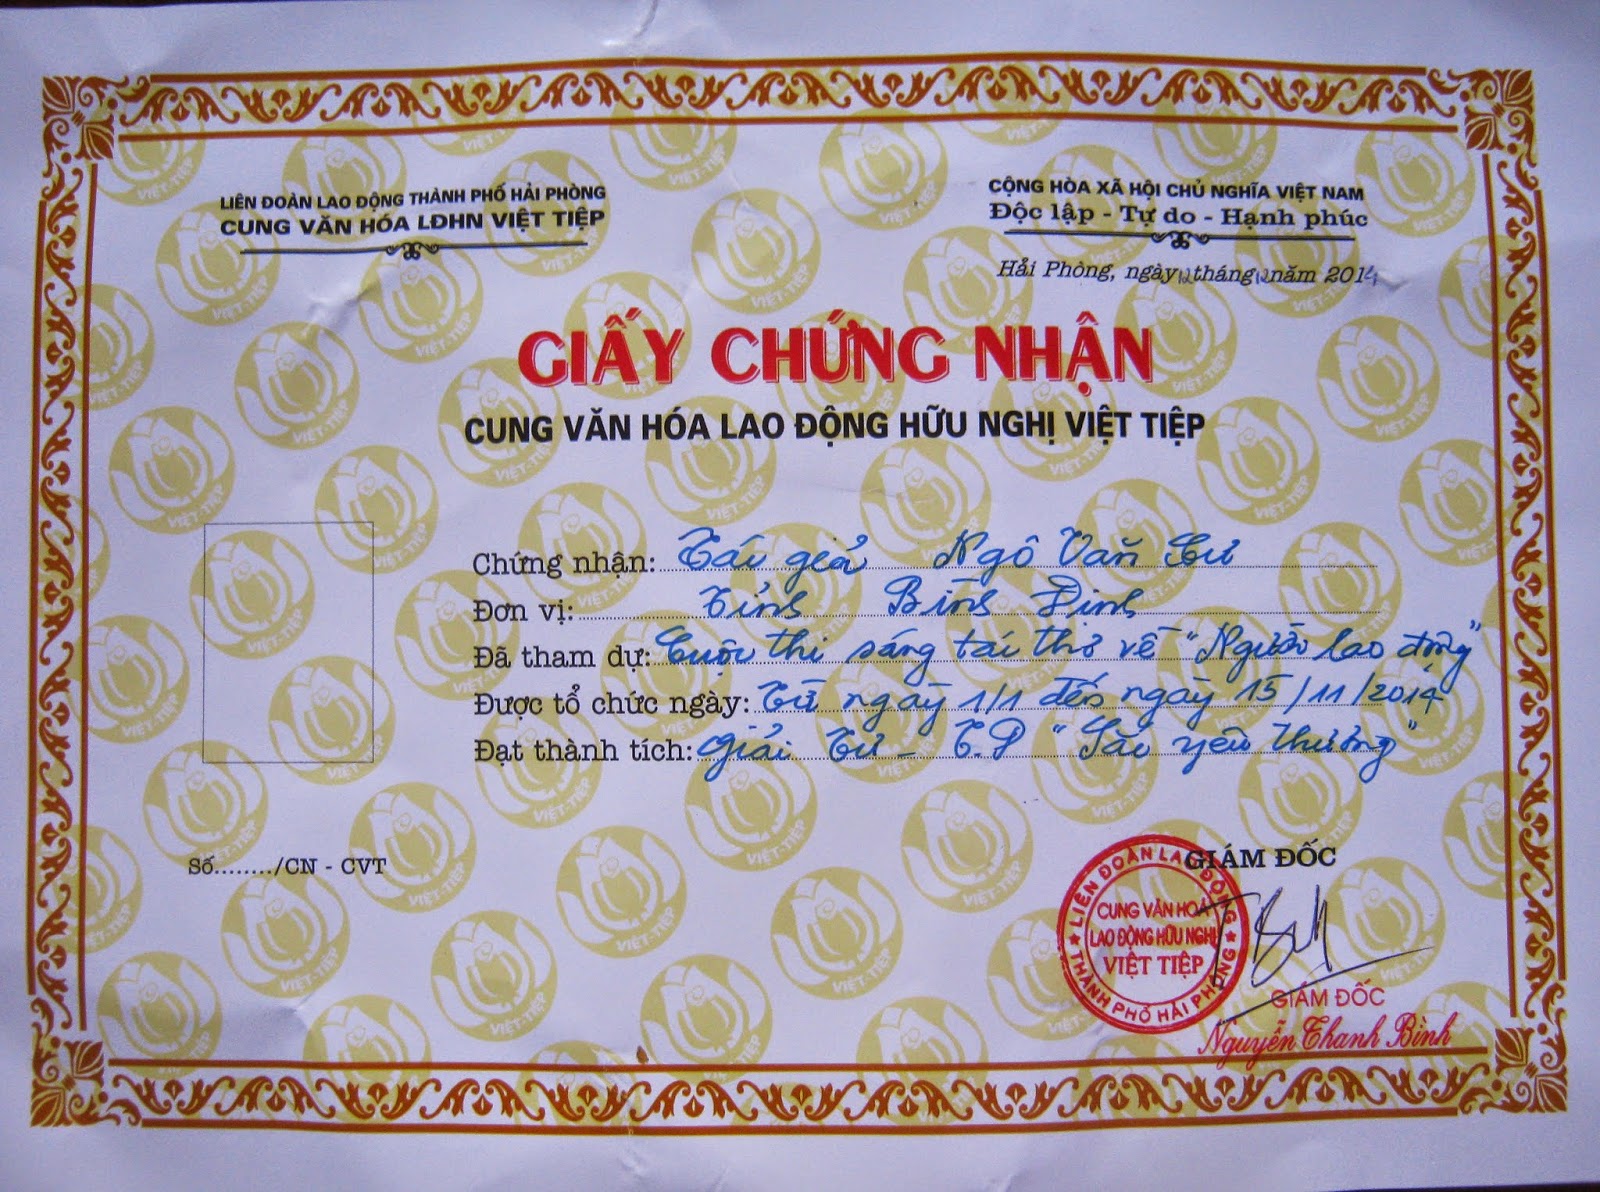 LIÊN ĐOÀN LAO ĐỘNG THÀNH PHỐ HẢI PHÒNG
CUNG VĂN HÓA LĐHN VIỆT TIỆP
CỘNG HÒA XÃ HỘI CHỦ NGHĨA VIỆT NAM
Độc lập - Tự do - Hạnh phúc
Hải Phòng, ngày 12 tháng 12 năm 2014
GIẤY CHỨNG NHẬN
CUNG VĂN HÓA LAO ĐỘNG HỮU NGHỊ VIỆT TIỆP
Chứng nhận: Tác giả Ngô Văn Cư
Đơn vị: Tỉnh Bình Định
Đã tham dự: Cuộc thi sáng tác thơ về "Người lao động"
Được tổ chức ngày: Từ ngày 1/1 đến ngày 15/11/2014
Đạt thành tích: Giải Tư - T.P "Sắc yêu thương"
Số......../CN - CVT
GIÁM ĐỐC
LIÊN ĐOÀN LAO ĐỘNG
CUNG VĂN HOÁ
LAO ĐỘNG HỮU NGHỊ
VIỆT TIỆP
THÀNH PHỐ HẢI PHÒNG
GIÁM ĐỐC
Nguyễn Thanh Bình
VIỆT-TIỆP